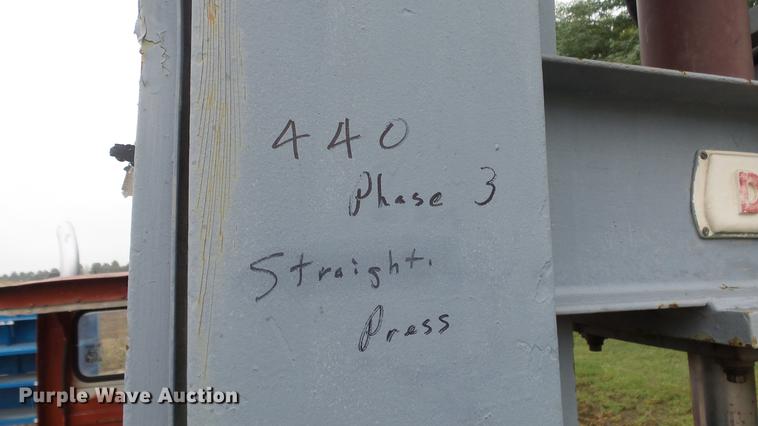 440
Phase 3
Straight.
Press
D
Purple Wave Auction